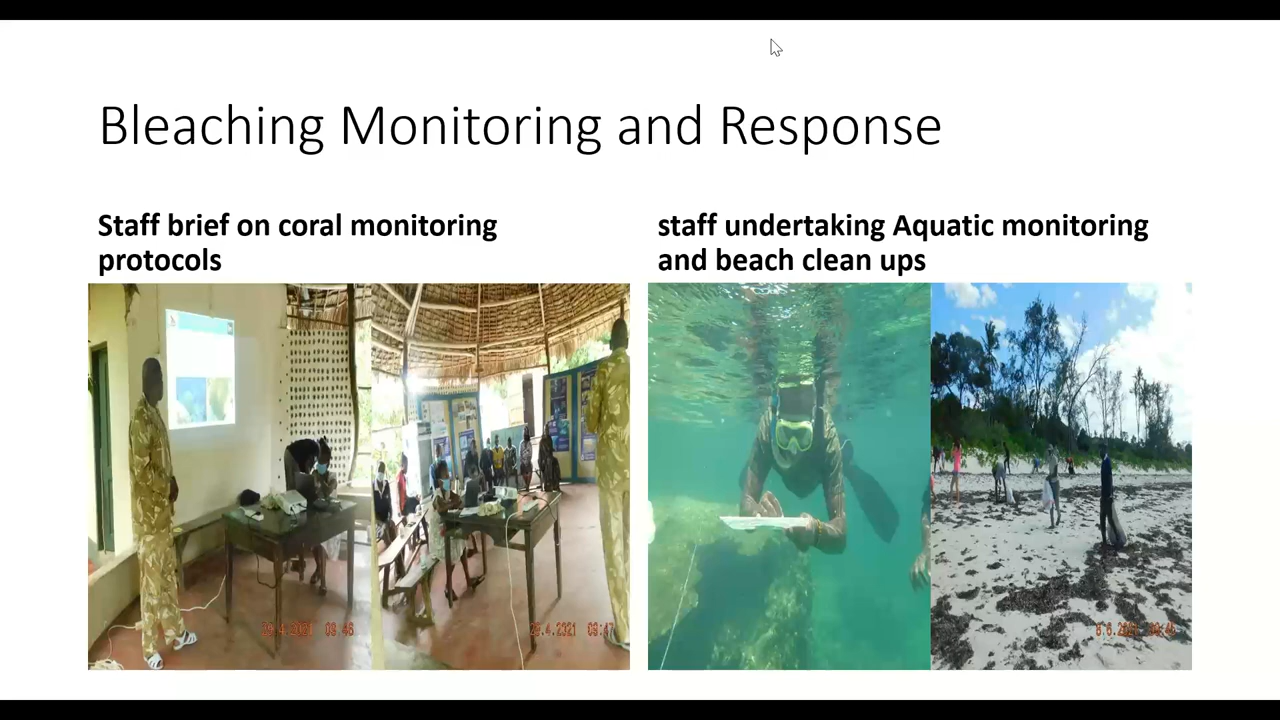 Bleaching Monitoring and Response
Staff brief on coral monitoring
protocols
staff undertaking Aquatic monitoring
and beach clean ups